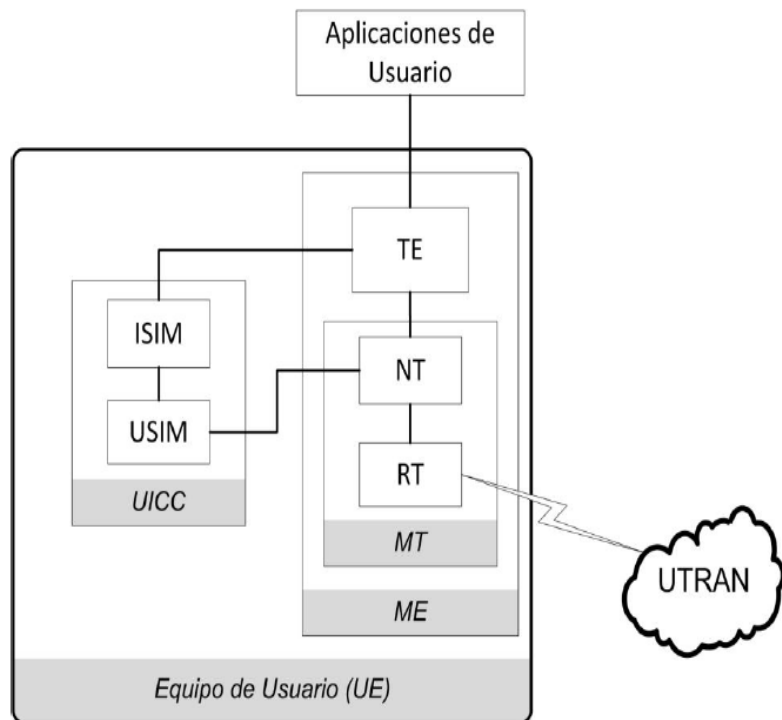 Aplicaciones de
Usuario
TE
ISIM
NT
USIM
RT
UICC
MT
UTRAN
ME
Equipo de Usuario (UE)